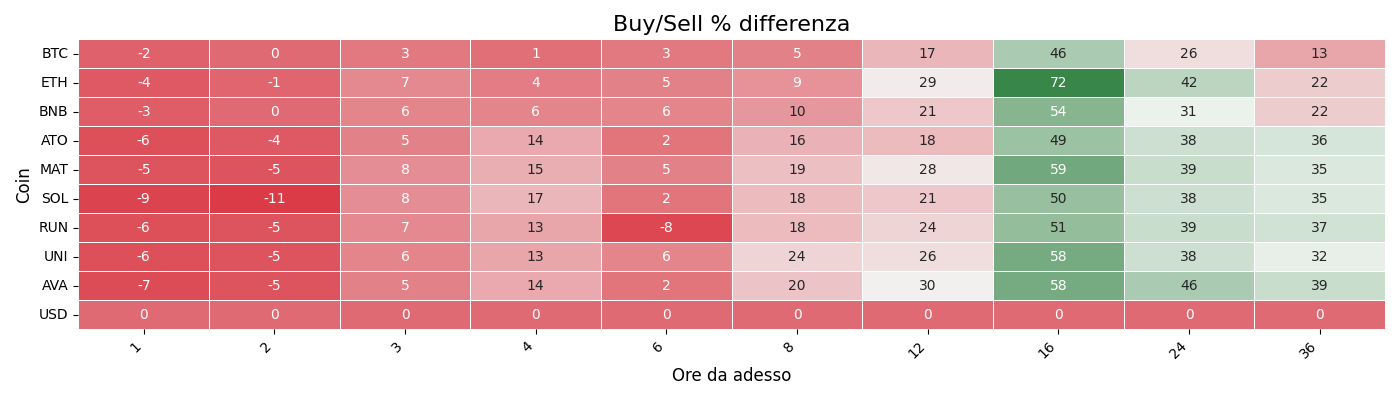 Buy/Sell % differenza
Coin
BTC -2 0 3 1 3 5 17 46 26 13
ETH -4 -1 7 4 5 9 29 72 42 22
BNB -3 0 6 6 6 10 21 54 31 22
ATO -6 -4 5 14 2 16 18 49 38 36
MAT -5 -5 8 15 5 19 28 59 39 35
SOL -9 -11 8 17 2 18 21 50 38 35
RUN -6 -5 7 13 -8 18 24 51 39 37
UNI -6 -5 6 13 6 24 26 58 38 32
AVA -7 -5 5 14 2 20 30 58 46 39
USD 0 0 0 0 0 0 0 0 0 0
1 2 3 4 6 8 12 16 24 36
Ore da adesso